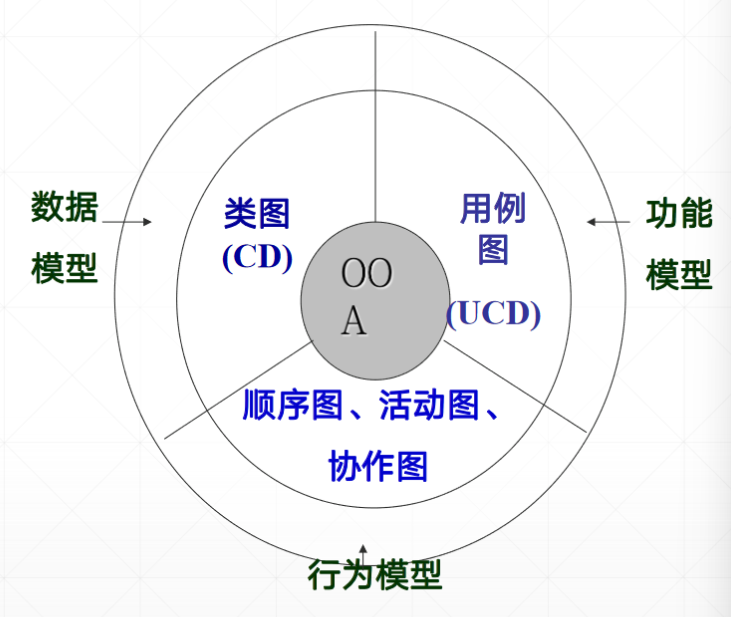 数据
模型
类图
(CD)
用例
图
(UCD)
功能
模型
OO
A
顺序图、活动图、
协作图
行为模型